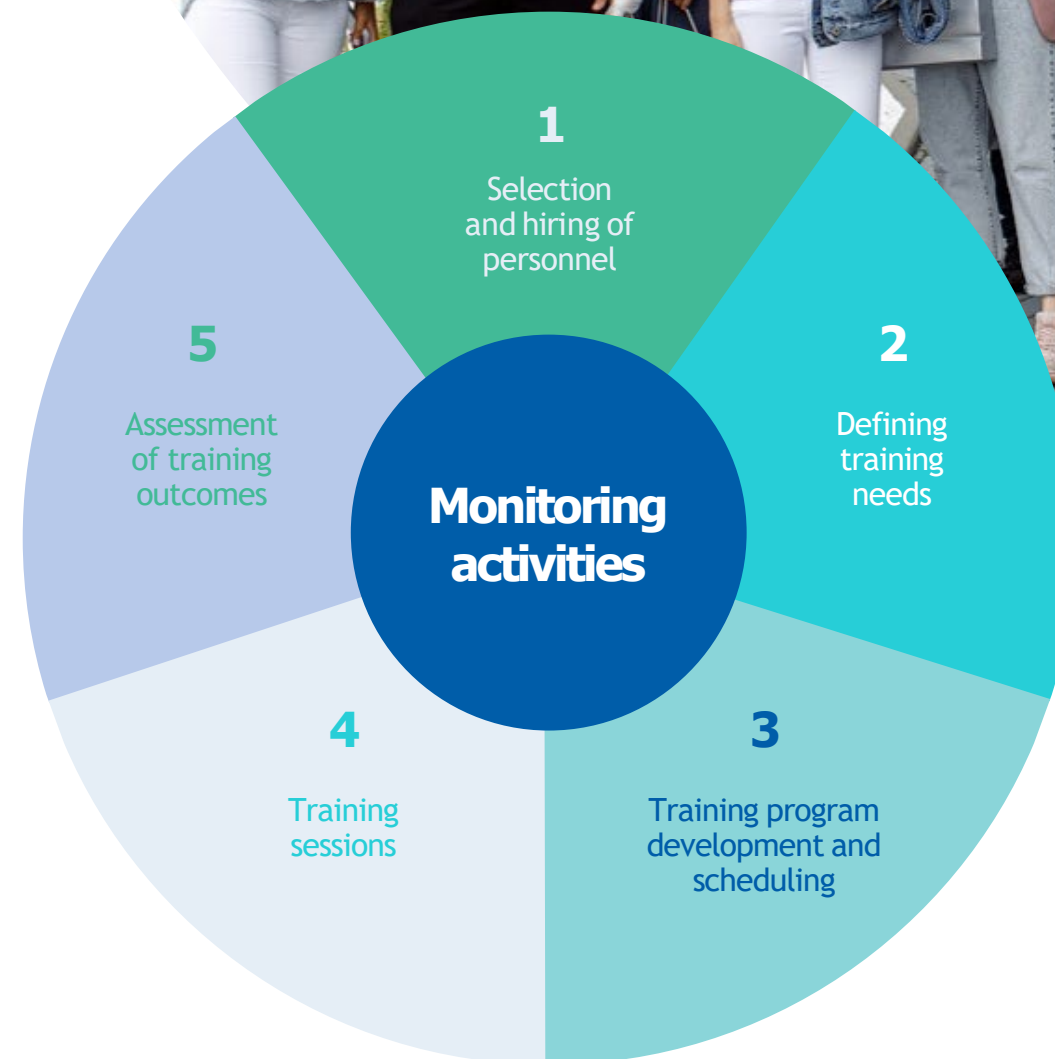 1
Selection
and hiring of
personnel
2
Defining
training
needs
3
Training program
development and
scheduling
4
Training
sessions
5
Assessment
of training
outcomes
Monitoring
activities